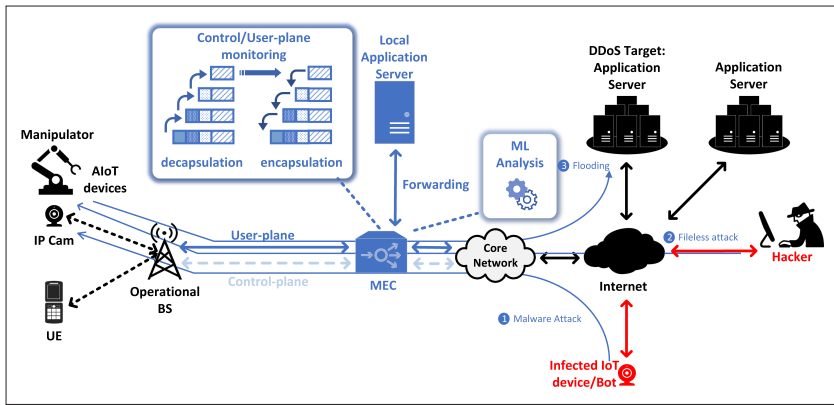 Control/User-plane
monitoring
decapsulation
encapsulation
Local
Application
Server
DDoS Target:
Application
Server
Application
Server
Manipulator
AIoT
devices
IP Cam
UE
Operational
BS
User-plane
Control-plane
MEC
Forwarding
ML
Analysis
3 Flooding
Core
Network
Internet
2 Fileless attack
Hacker
1 Malware Attack
Infected IoT
device/Bot